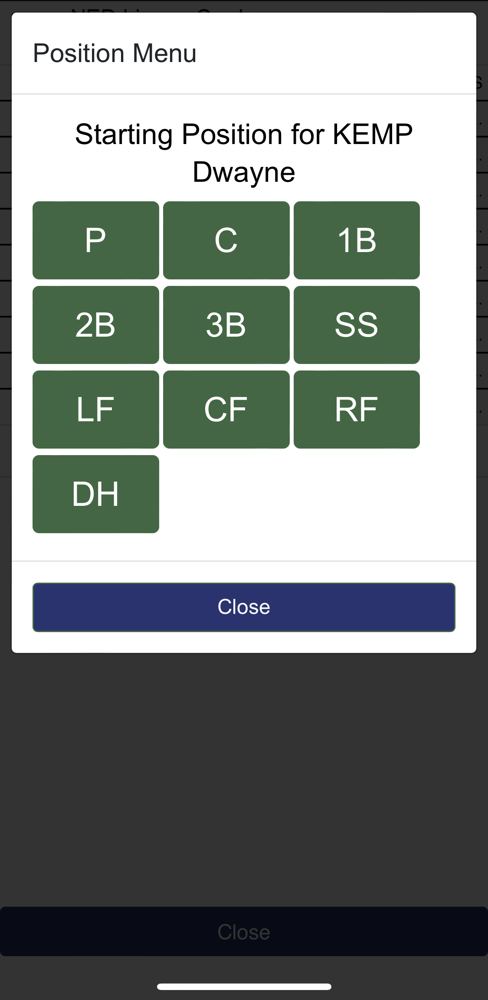 Position Menu
Starting Position for KEMP
Dwayne
P C 1B
2B 3B SS
LF CF RF
DH
Close
Close